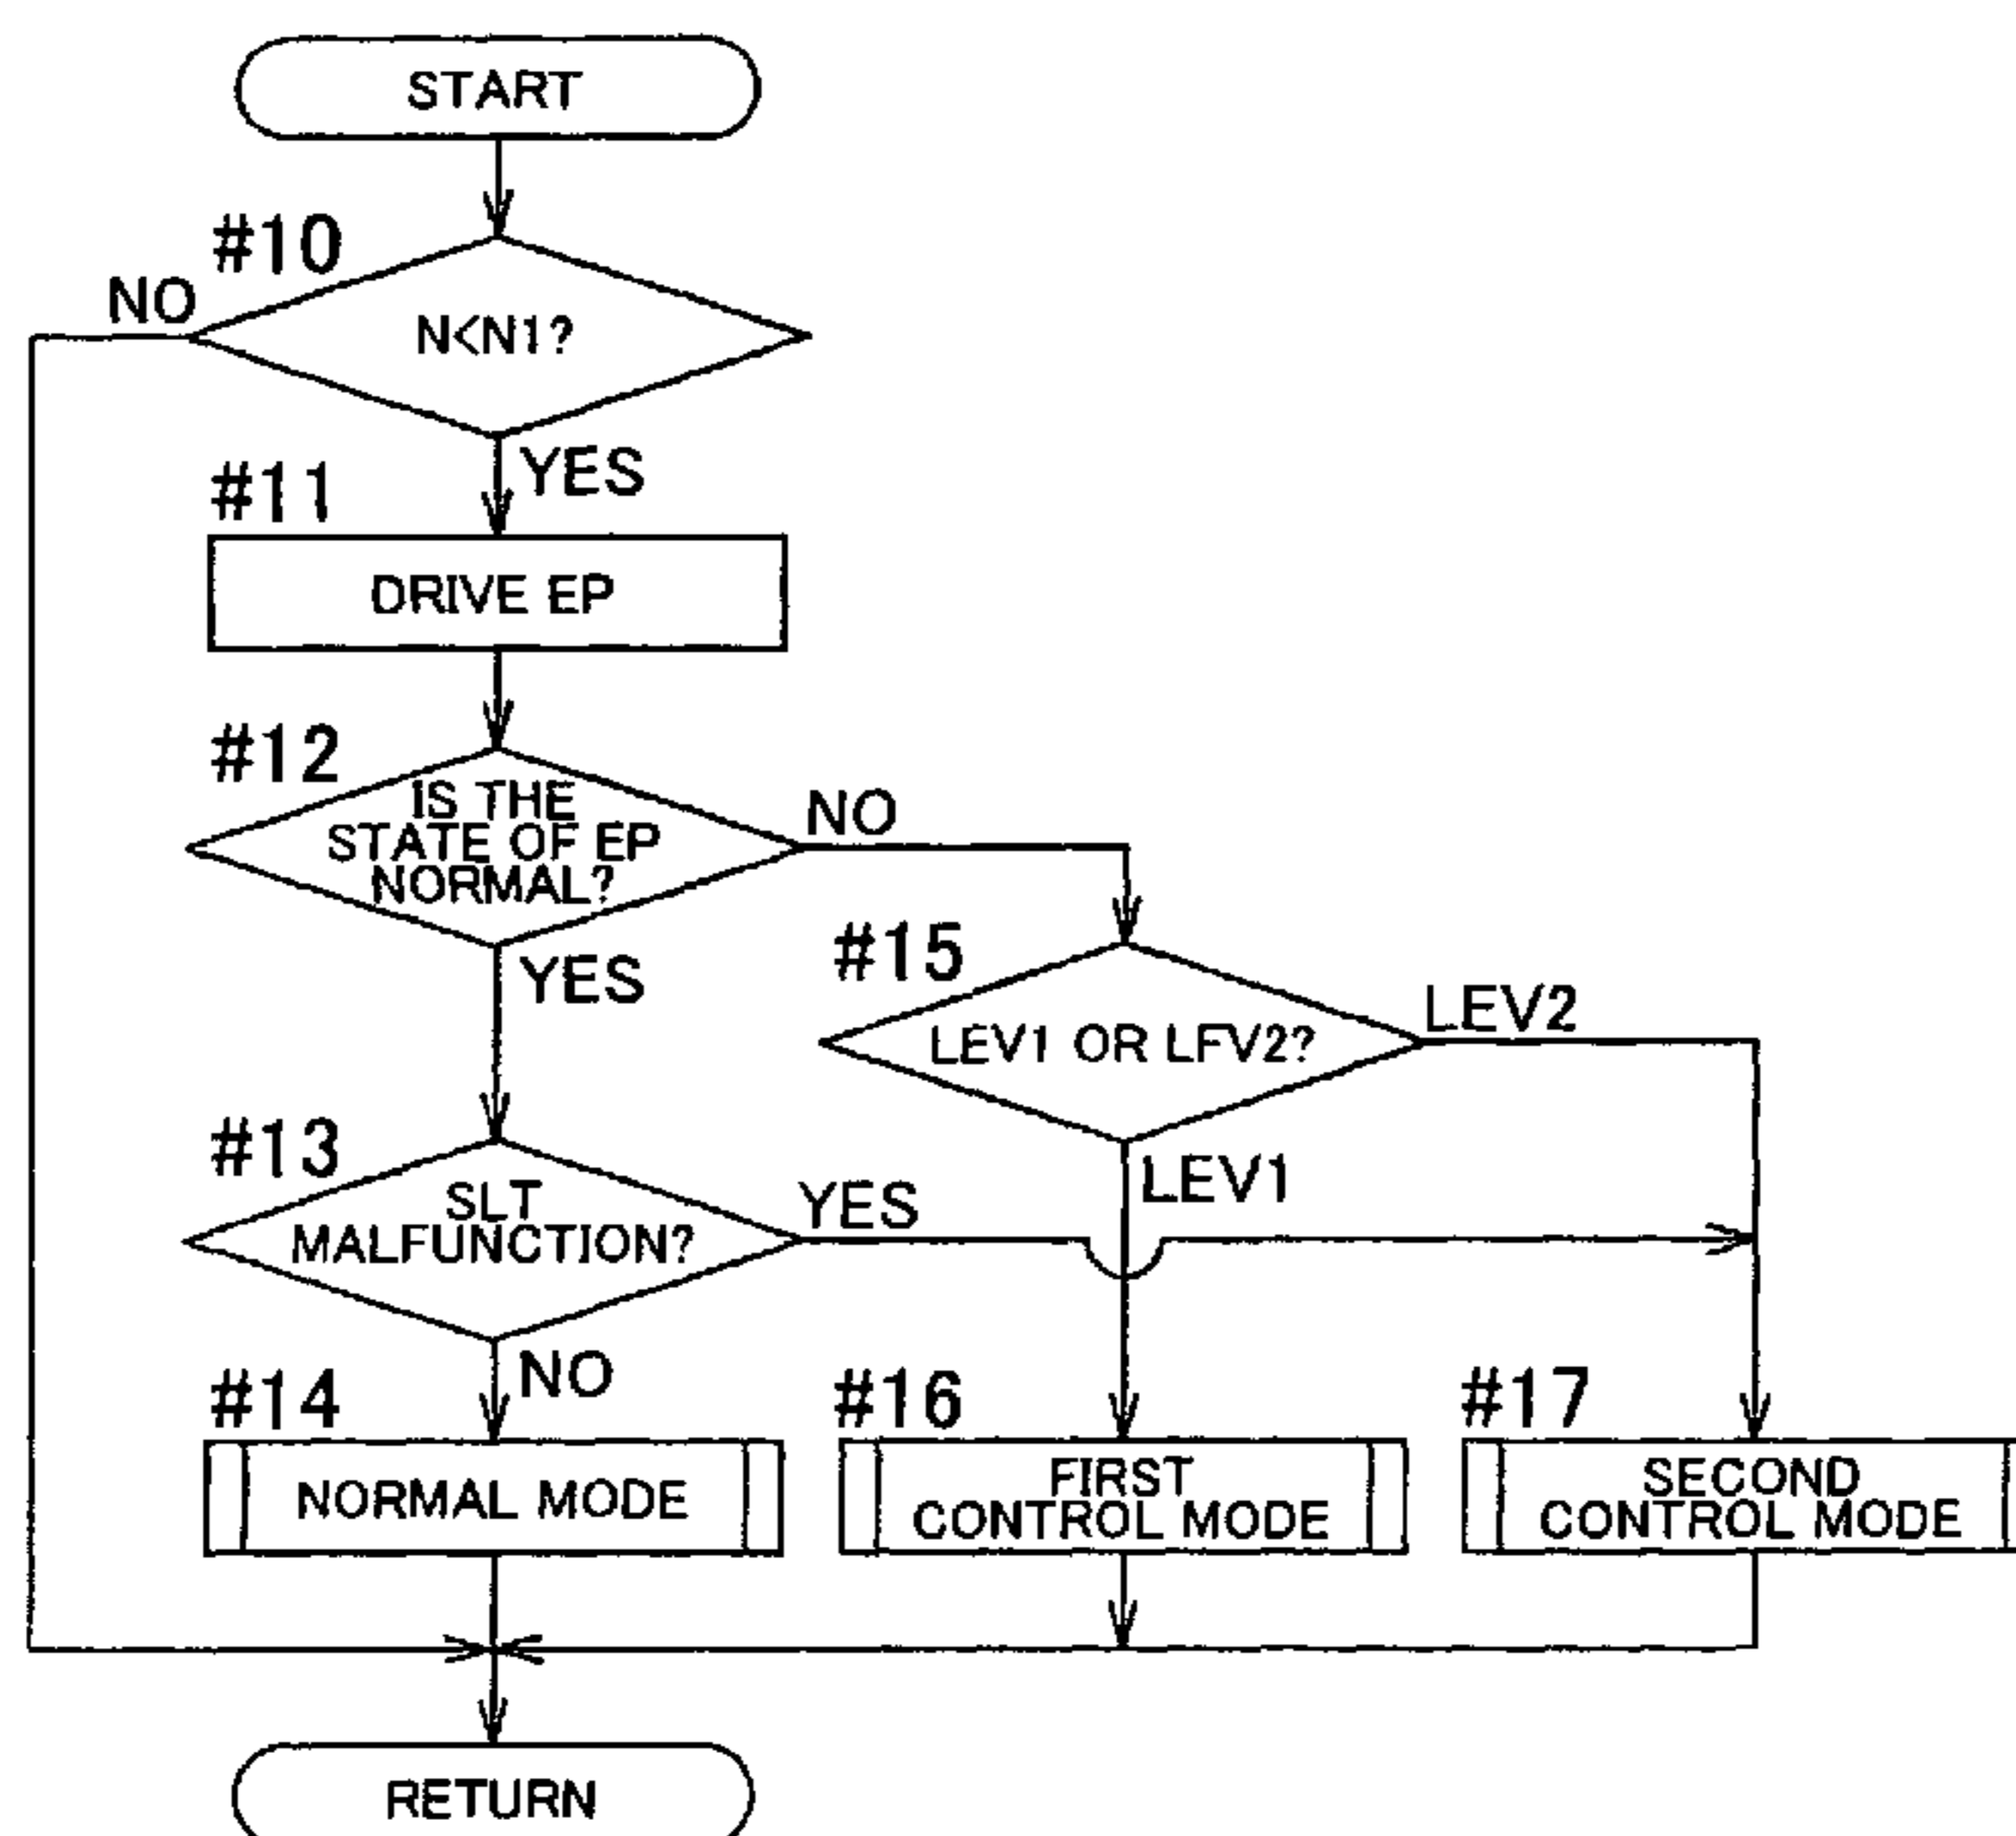 START
#10
NO
N<N1?
YES
#11
DRIVE EP
#12
IS THE
STATE OF EP
NORMAL?
NO
YES
#15
LEV1 OR LEV2?
LEV2
LEV1
#13
SLT
MALFUNCTION?
YES
NO
#14
NORMAL MODE
#16
FIRST
CONTROL MODE
#17
SECOND
CONTROL MODE
RETURN